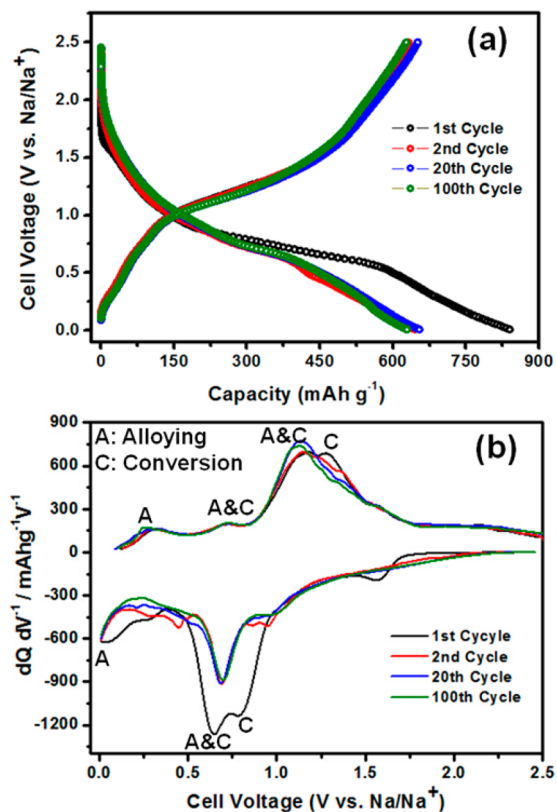 (a)
2.5
2.0
1.5
1.0
0.5
0.0
Cell Voltage (V vs. Na/Na⁺)
1st Cycle
2nd Cycle
20th Cycle
100th Cycle
0 150 300 450 600 750 900
Capacity (mAh g⁻¹)
(b)
A: Alloying
C: Conversion
900
600
300
0
-300
-600
-900
-1200
dQ dV⁻¹ / mAhg⁻¹V⁻¹
A&C
C
A
A&C
A
A&C
C
1st Cycyle
2nd Cycle
20th Cycle
100th Cycle
0.0 0.5 1.0 1.5 2.0 2.5
Cell Voltage (V vs. Na/Na⁺)